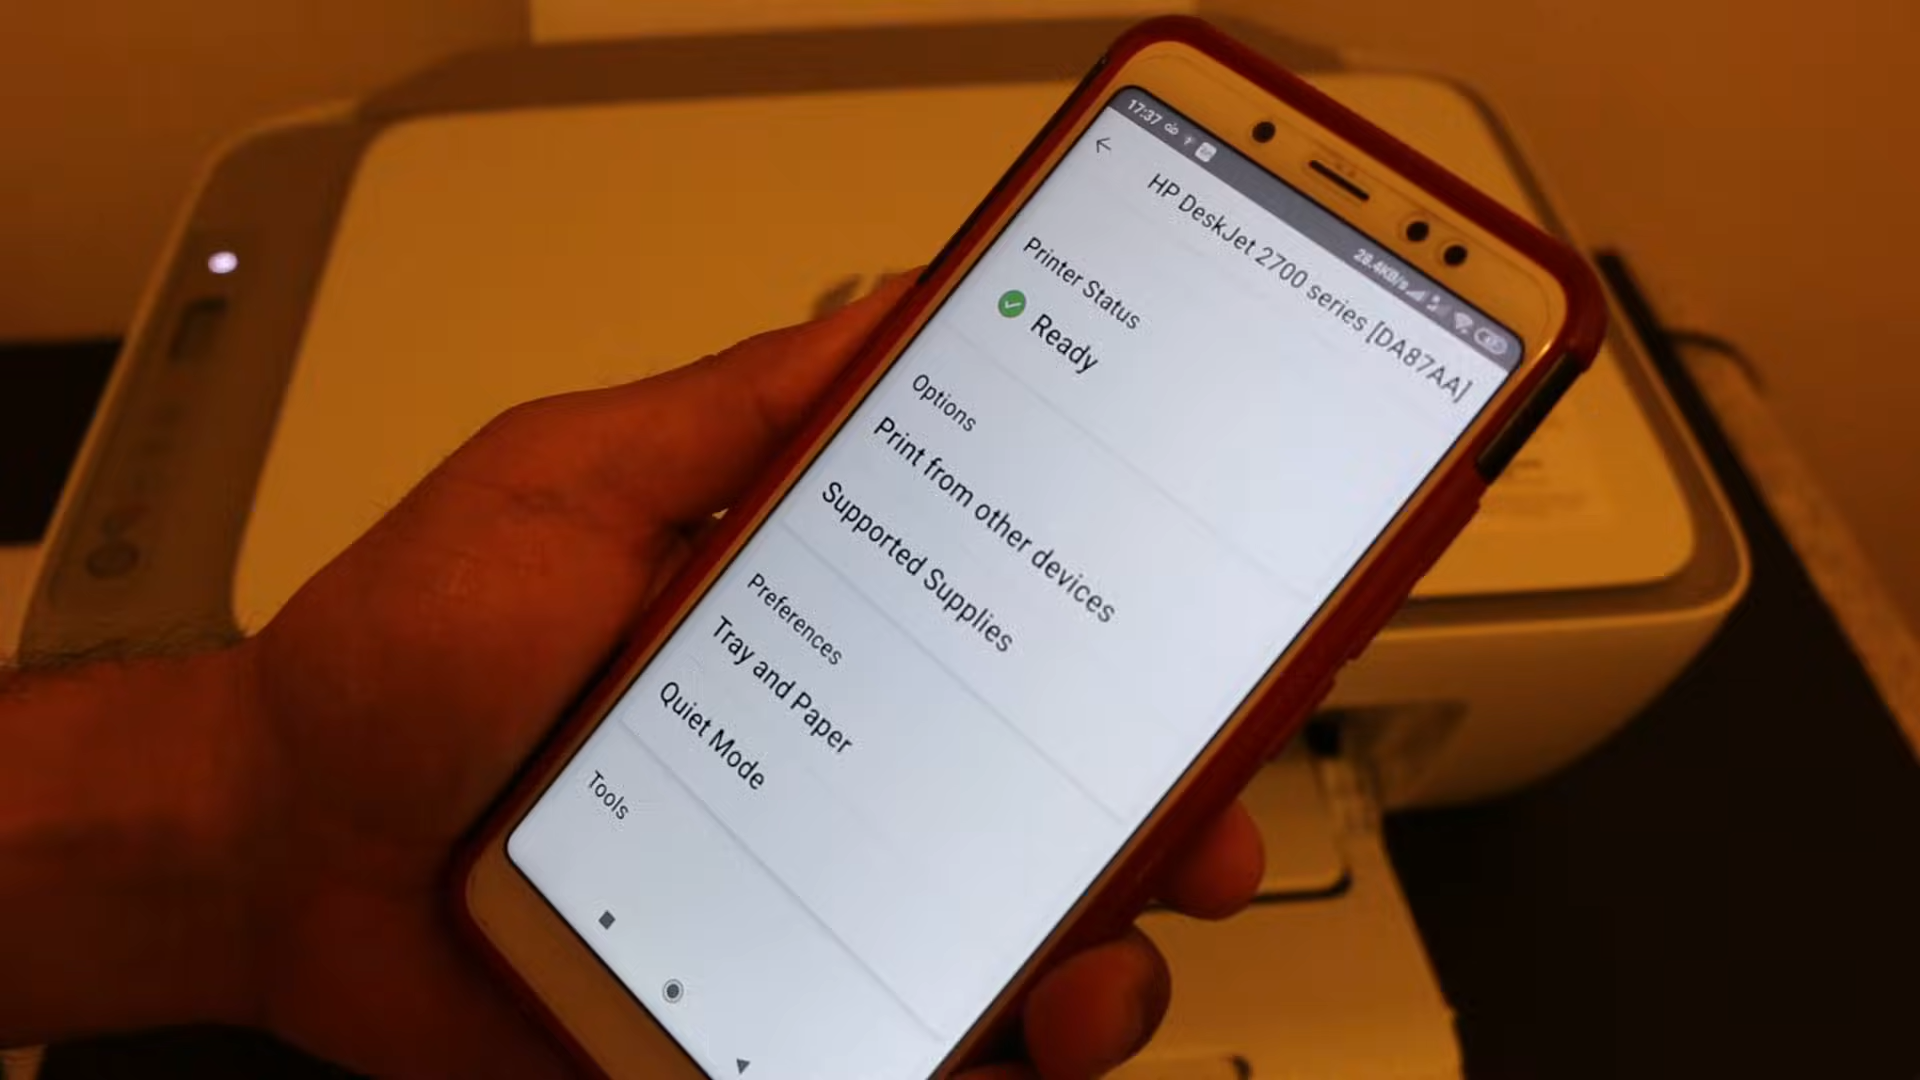 17:37
28.4KB/s
HP DeskJet 2700 series [DA87AA]
Printer Status
Ready
Options
Print from other devices
Supported Supplies
Preferences
Tray and Paper
Quiet Mode
Tools